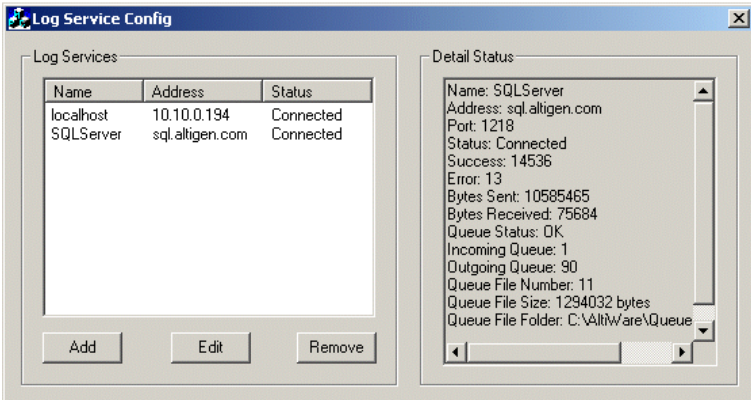 Log Service Config
Log Services
Name Address Status
localhost 10.10.0.194 Connected
SQLServer sql.altigen.com Connected
Add Edit Remove
Detail Status
Name: SQLServer
Address: sql.altigen.com
Port: 1218
Status: Connected
Success: 14536
Error: 13
Bytes Sent: 10585465
Bytes Received: 75684
Queue Status: OK
Incoming Queue: 1
Outgoing Queue: 90
Queue File Number: 11
Queue File Size: 1294032 bytes
Queue File Folder: C:\AltiWare\Queue